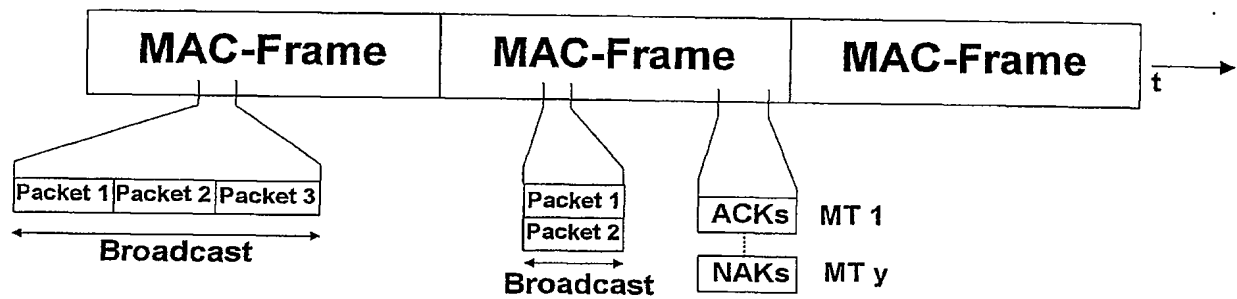 MAC-Frame MAC-Frame MAC-Frame
t
Packet 1 Packet 2 Packet 3
Broadcast
Packet 1
Packet 2
Broadcast
ACKs MT 1
NAKs MT y